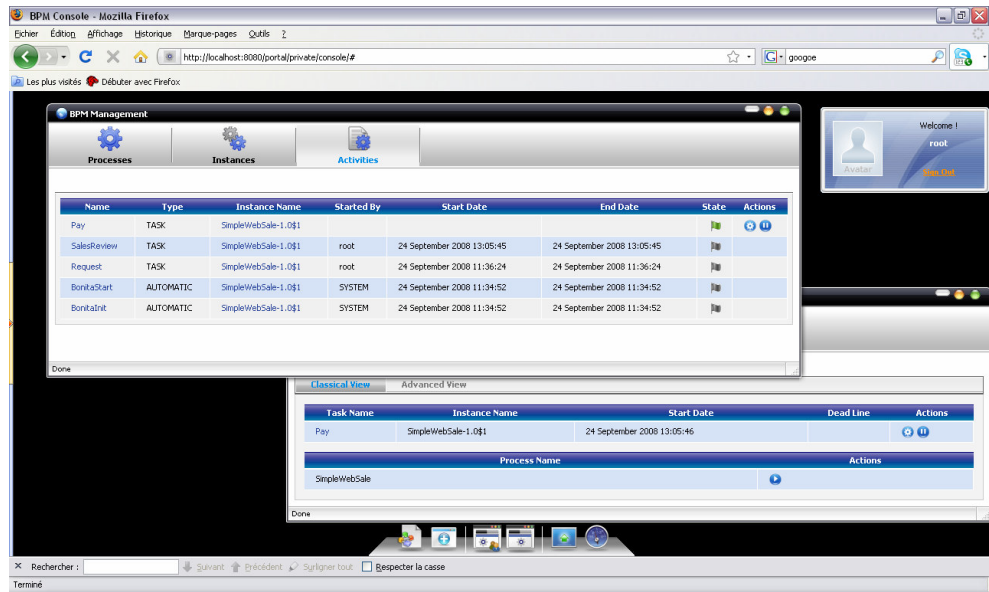 BPM Console - Mozilla Firefox
Fichier Édition Affichage Historique Marque-pages Outils ?
http://localhost:8080/portal/private/console/# G googoe
Les plus visités Débuter avec Firefox
BPM Management
Processes Instances Activities
Welcome !
root
Avatar Sign Out
Name Type Instance Name Started By Start Date End Date State Actions
Pay TASK SimpleWebSale-1.0$1
SalesReview TASK SimpleWebSale-1.0$1 root 24 September 2008 13:05:45 24 September 2008 13:05:45
Request TASK SimpleWebSale-1.0$1 root 24 September 2008 11:36:24 24 September 2008 11:36:24
BonitaStart AUTOMATIC SimpleWebSale-1.0$1 SYSTEM 24 September 2008 11:34:52 24 September 2008 11:34:52
BonitaInit AUTOMATIC SimpleWebSale-1.0$1 SYSTEM 24 September 2008 11:34:52 24 September 2008 11:34:52
Done
Classical View Advanced View
Task Name Instance Name Start Date Dead Line Actions
Pay SimpleWebSale-1.0$1 24 September 2008 13:05:46
Process Name Actions
SimpleWebSale
Done
Rechercher : Suivant Précédent Surligner tout Respecter la casse
Terminé